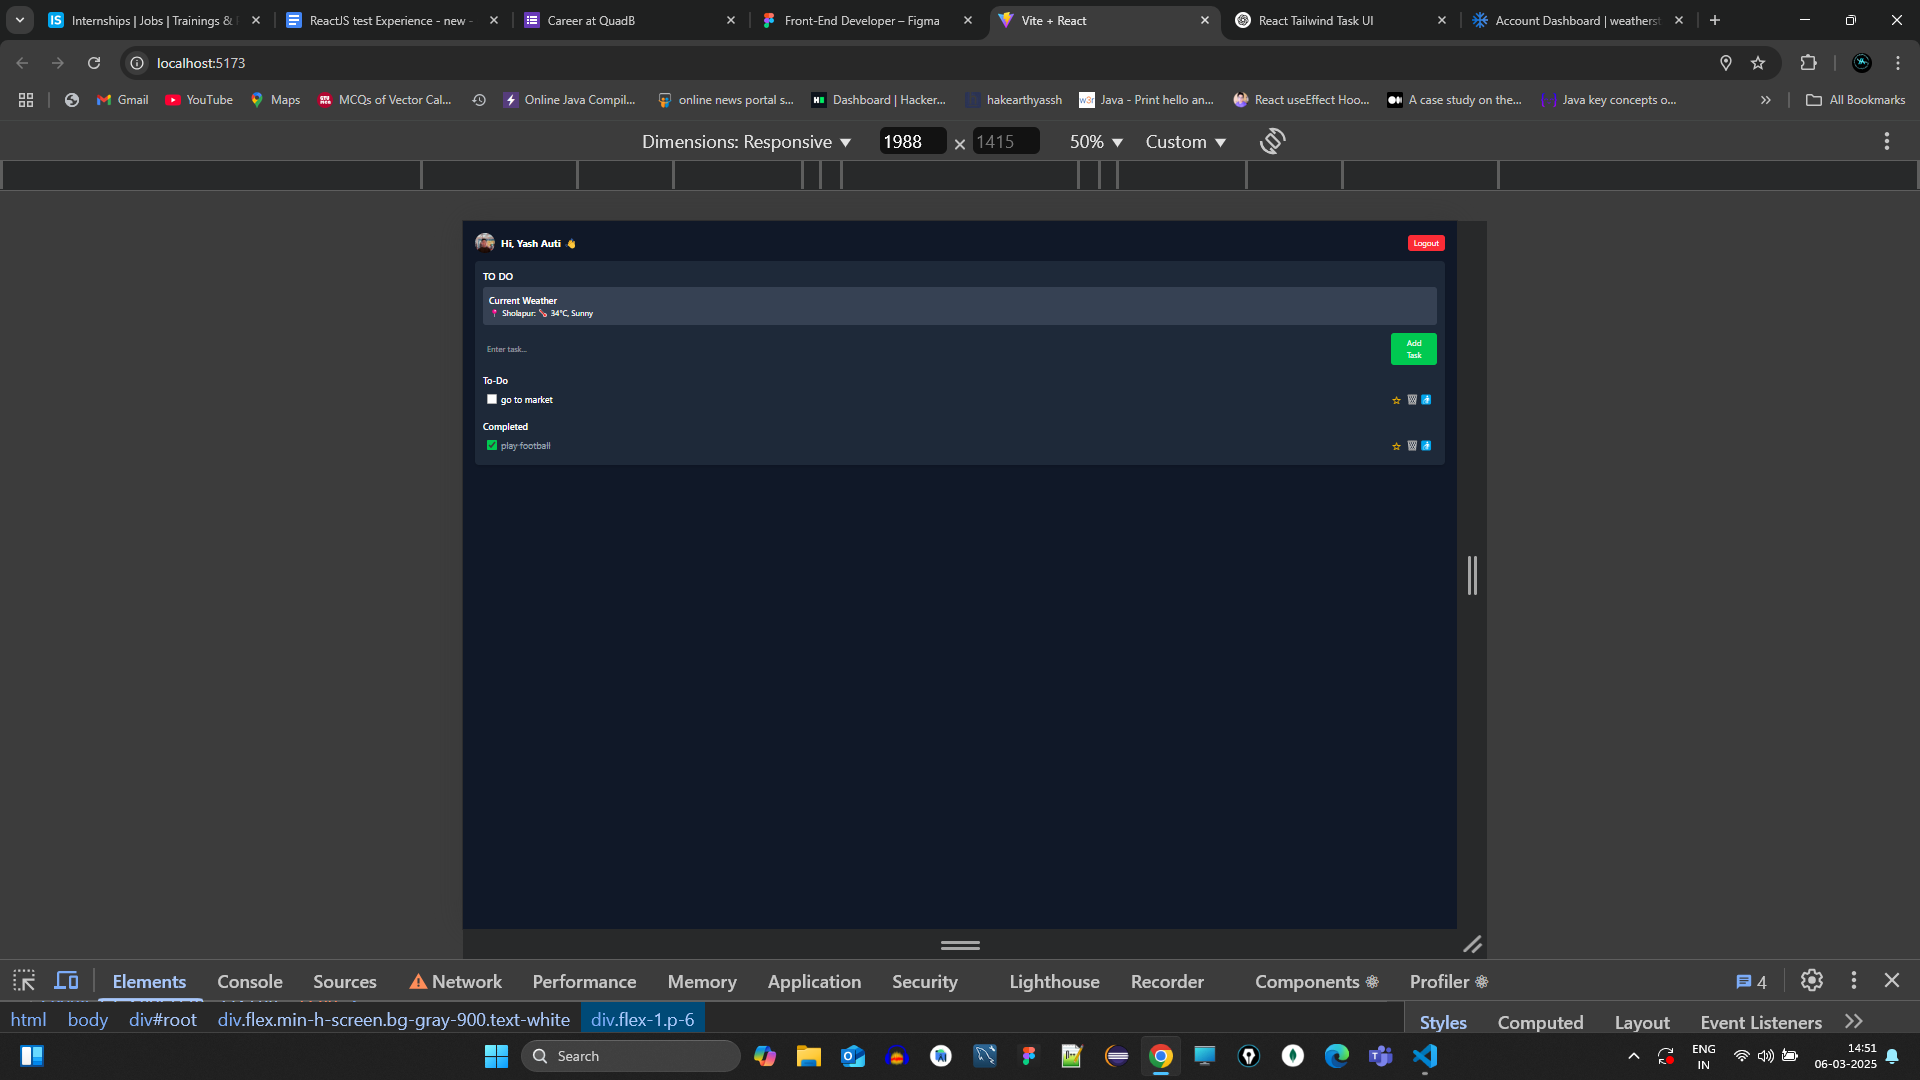 Internships | Jobs | Trainings &
ReactJS test Experience - new -
Career at QuadB
Front-End Developer – Figma
Vite + React
React Tailwind Task UI
Account Dashboard | weatherst
localhost:5173
Gmail
YouTube
Maps
MCQs of Vector Cal...
Online Java Compil...
online news portal s...
Dashboard | Hacker...
hakearthyassh
Java - Print hello an...
React useEffect Hoo...
A case study on the...
Java key concepts o...
All Bookmarks
Dimensions: Responsive
1988 × 1415
50%
Custom
Hi, Yash Auti 👋
Logout
TO DO
Current Weather
📍 Sholapur: 🌡️ 34°C, Sunny
Enter task...
Add
Task
To-Do
go to market
Completed
play football
Elements
Console
Sources
Network
Performance
Memory
Application
Security
Lighthouse
Recorder
Components ⚛
Profiler ⚛
4
html
body
div#root
div.flex.min-h-screen.bg-gray-900.text-white
div.flex-1.p-6
Styles
Computed
Layout
Event Listeners
Search
ENG
IN
14:51
06-03-2025